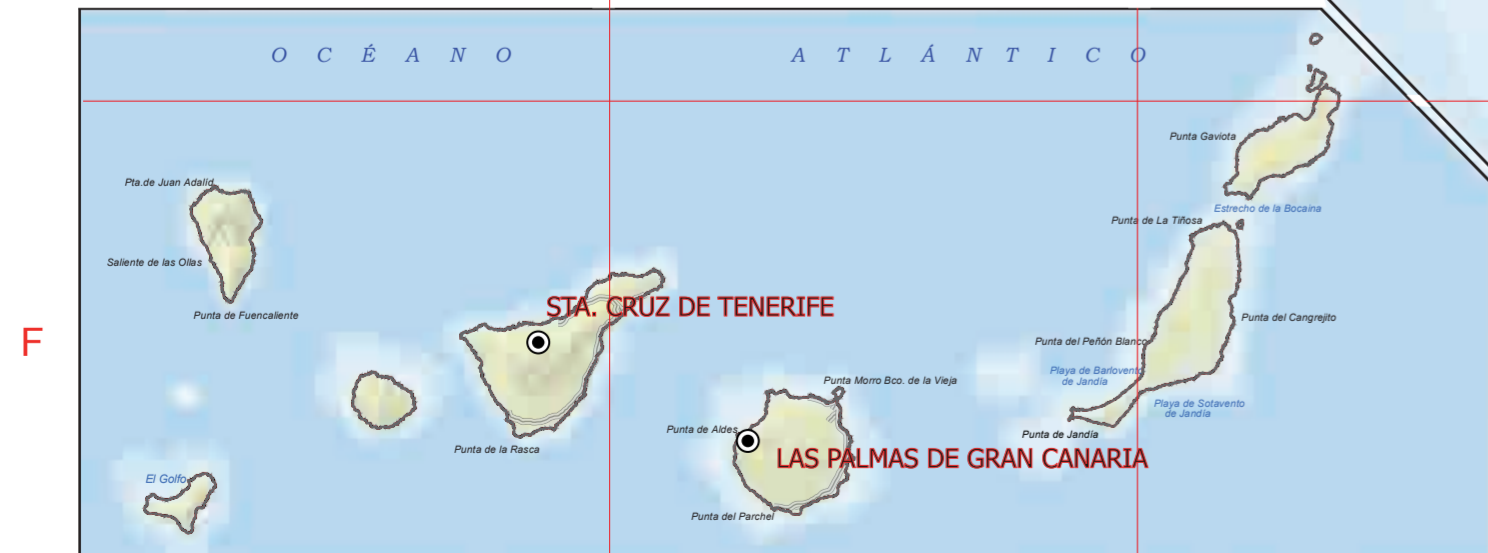 O C É A N O A T L Á N T I C O
Punta Gaviota
Pta.de Juan Adalid
Estrecho de la Bocaina
Punta de La Tiñosa
Saliente de las Ollas
STA. CRUZ DE TENERIFE
Punta de Fuencaliente
Punta del Cangrejito
F
Punta del Peñón Blanco
Playa de Barlovento
de Jandía
Punta Morro Bco. de la Vieja
Playa de Sotavento
de Jandía
Punta de Aldes
Punta de Jandía
Punta de la Rasca
LAS PALMAS DE GRAN CANARIA
El Golfo
Punta del Parchel